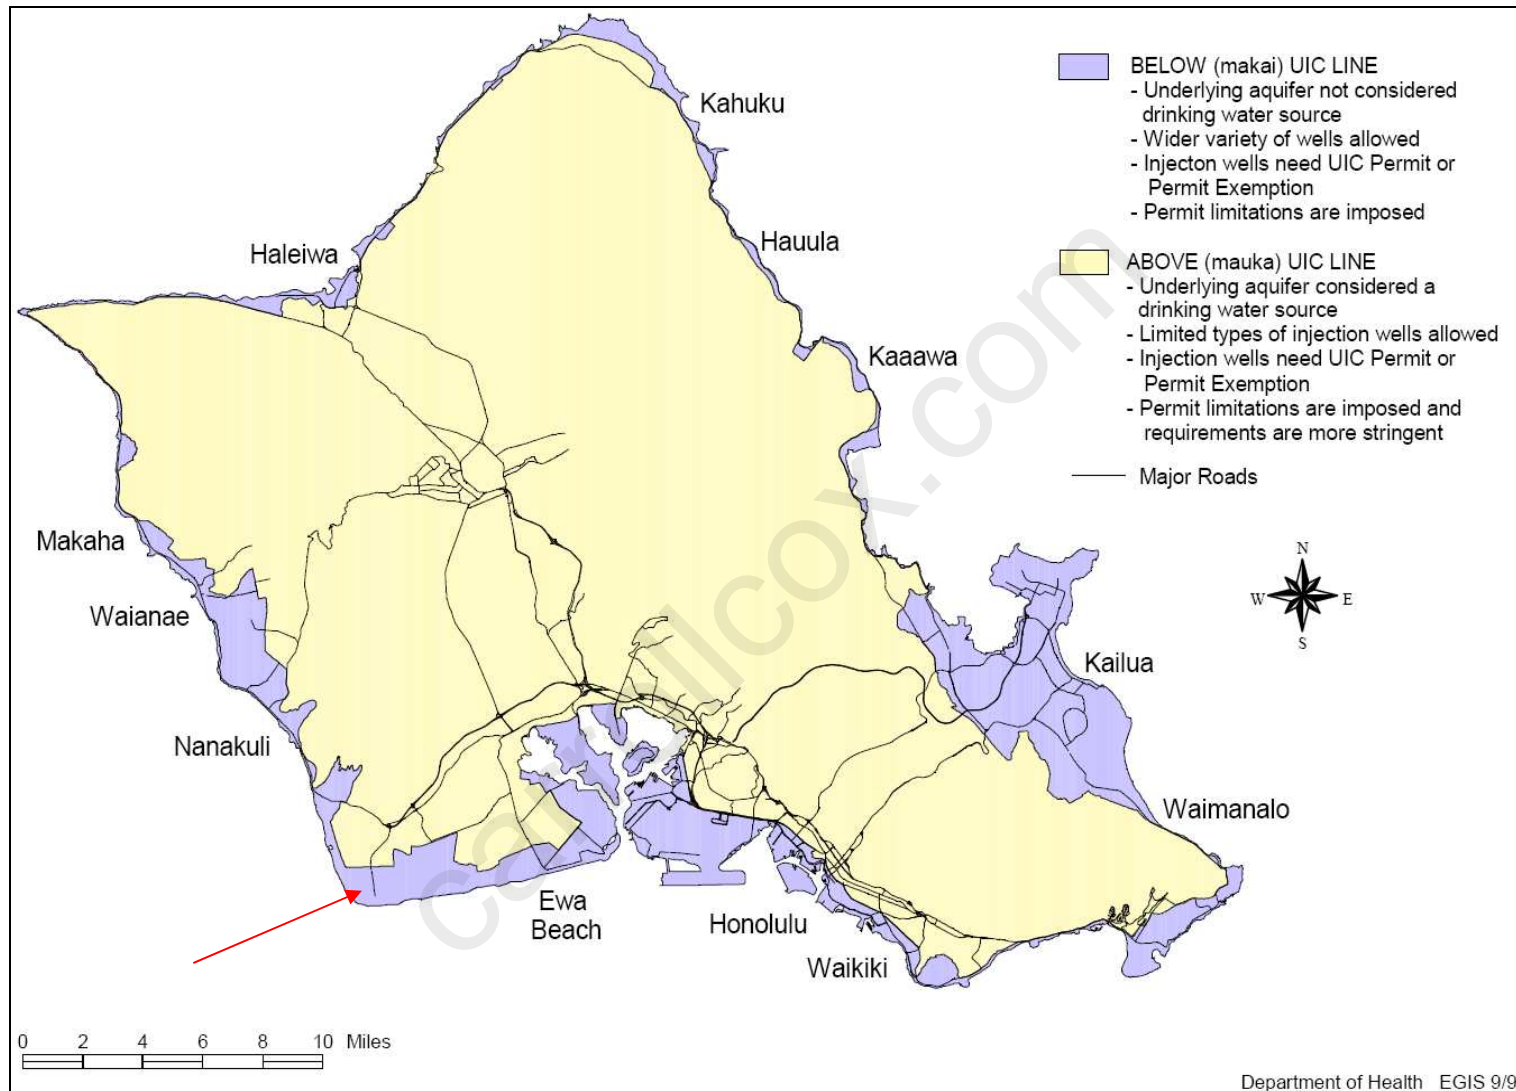 BELOW (makai) UIC LINE
- Underlying aquifer not considered
drinking water source
- Wider variety of wells allowed
- Injecton wells need UIC Permit or
Permit Exemption
- Permit limitations are imposed
ABOVE (mauka) UIC LINE
- Underlying aquifer considered a
drinking water source
- Limited types of injection wells allowed
- Injection wells need UIC Permit or
Permit Exemption
- Permit limitations are imposed and
requirements are more stringent
Major Roads
Kahuku
Hauula
Haleiwa
Kaaawa
Makaha
N
W E
S
Waianae
Kailua
Nanakuli
Waimanalo
Ewa
Beach
Honolulu
Waikiki
0 2 4 6 8 10 Miles
Department of Health EGIS 9/9